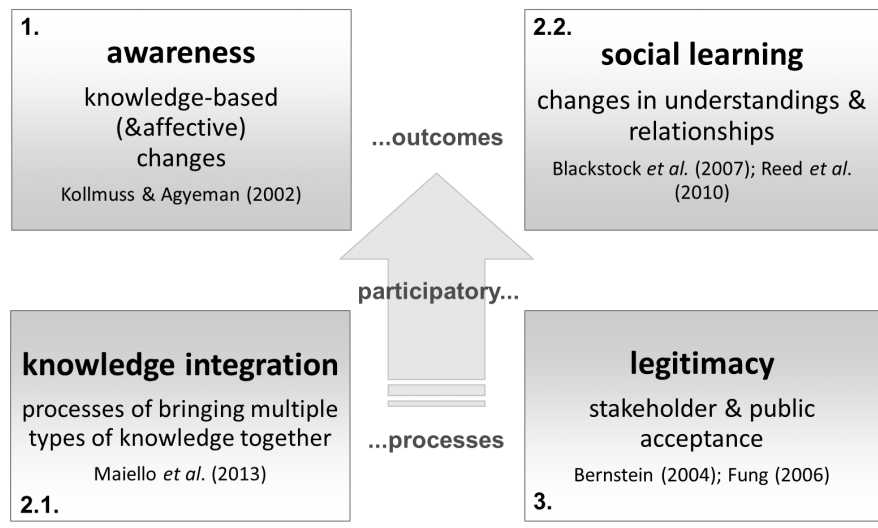 1.
awareness
knowledge-based
(&affective)
changes
Kollmuss & Agyeman (2002)
2.2.
social learning
changes in understandings &
relationships
Blackstock et al. (2007); Reed et al.
(2010)
...outcomes
participatory...
...processes
knowledge integration
processes of bringing multiple
types of knowledge together
Maiello et al. (2013)
2.1.
legitimacy
stakeholder & public
acceptance
Bernstein (2004); Fung (2006)
3.